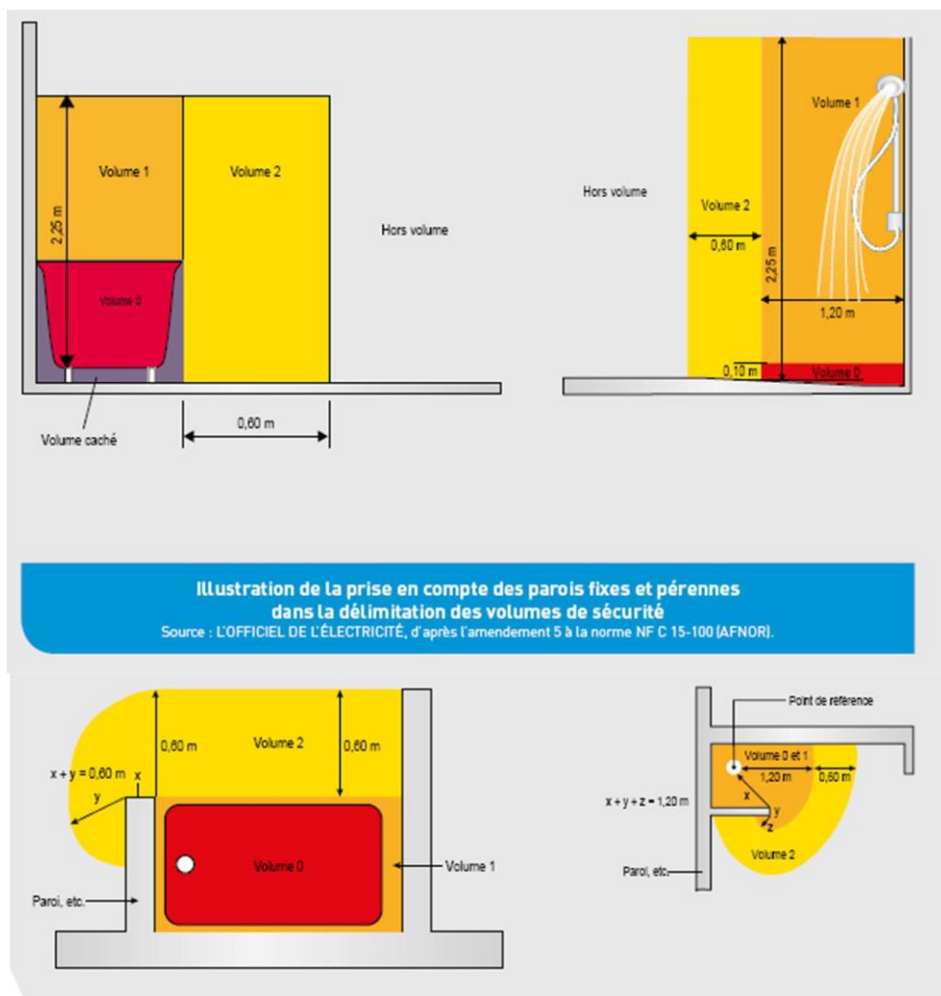 Volume 1
Volume 2
2,25 m
Hors volume
Volume 0
Volume caché
0,60 m
Hors volume
Volume 1
Volume 2
0,60 m
2,25 m
1,20 m
0,10 m
Volume 0
Illustration de la prise en compte des parois fixes et pérennes
dans la délimitation des volumes de sécurité
Source : L'OFFICIEL DE L'ÉLECTRICITÉ, d'après l'amendement 5 à la norme NF C 15-100 (AFNOR).
0,60 m
Volume 2
0,60 m
x + y = 0,60 m
x
y
Volume 0
Volume 1
Paroi, etc.
Point de référence
Volume 0 et 1
1,20 m
0,60 m
x + y + z = 1,20 m
x
y
z
Volume 2
Paroi, etc.